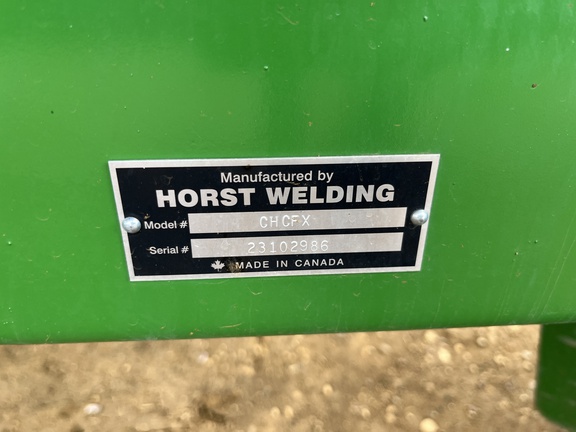 Manufactured by
HORST WELDING
Model # CHCFX
Serial # 23102986
MADE IN CANADA